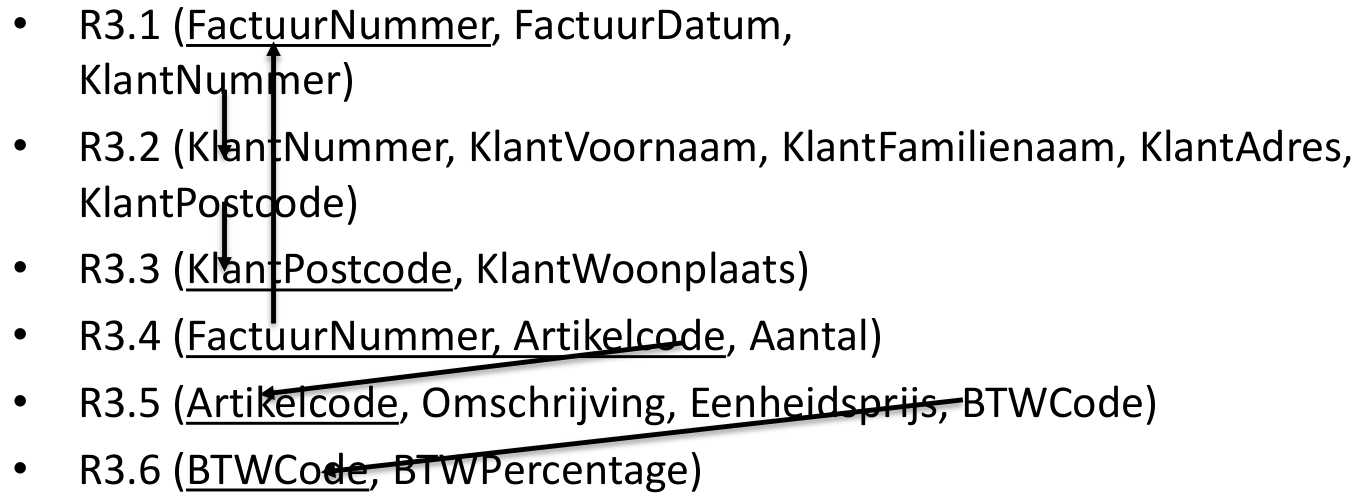 • R3.1 (FactuurNummer, FactuurDatum,
KlantNummer)
• R3.2 (KlantNummer, KlantVoornaam, KlantFamilienaam, KlantAdres,
KlantPostcode)
• R3.3 (KlantPostcode, KlantWoonplaats)
• R3.4 (FactuurNummer, Artikelcode, Aantal)
• R3.5 (Artikelcode, Omschrijving, Eenheidsprijs, BTWCode)
• R3.6 (BTWCode, BTWPercentage)